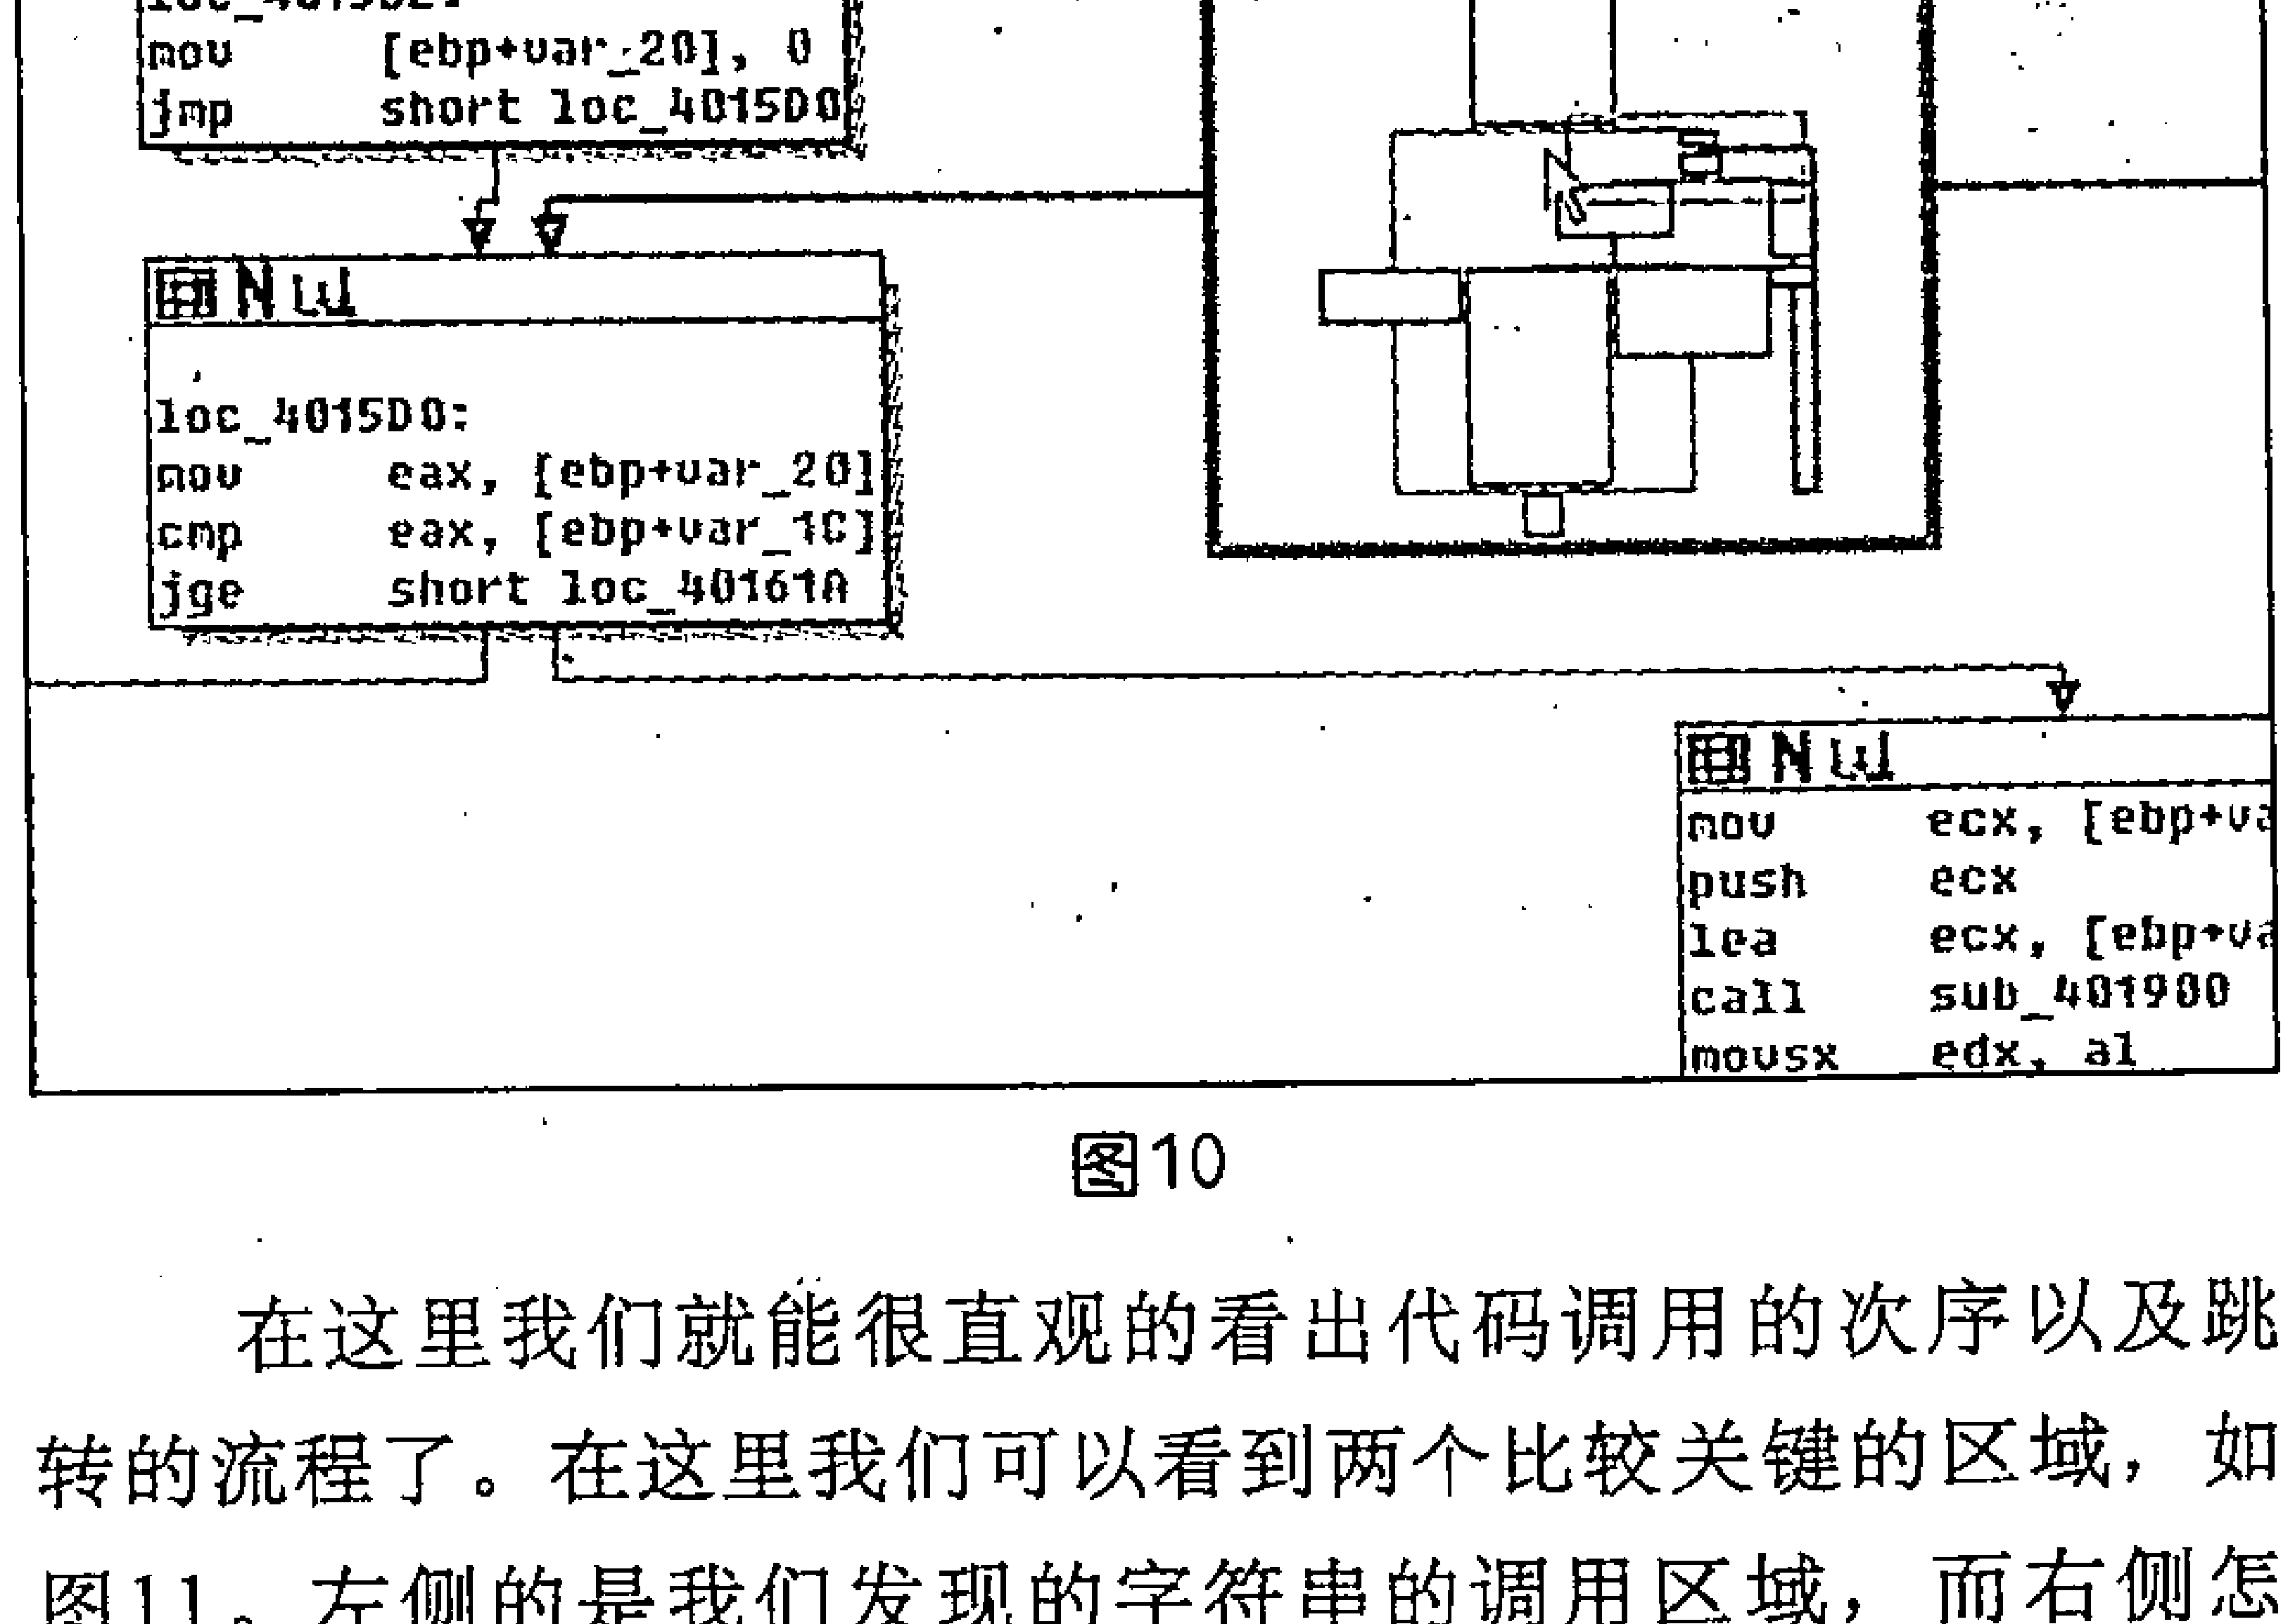 mov [ebp+var_20], 0
jmp short loc_4015D0
loc_4015D0:
mov eax, [ebp+var_20]
cmp eax, [ebp+var_1C]
jge short loc_40161A
mov ecx, [ebp+va
push ecx
lea ecx, [ebp+va
call sub_401900
movsx edx, al
图10
在这里我们就能很直观的看出代码调用的次序以及跳
转的流程了。在这里我们可以看到两个比较关键的区域，如
图11。左侧的是我们发现的字符串的调用区域，而右侧怎